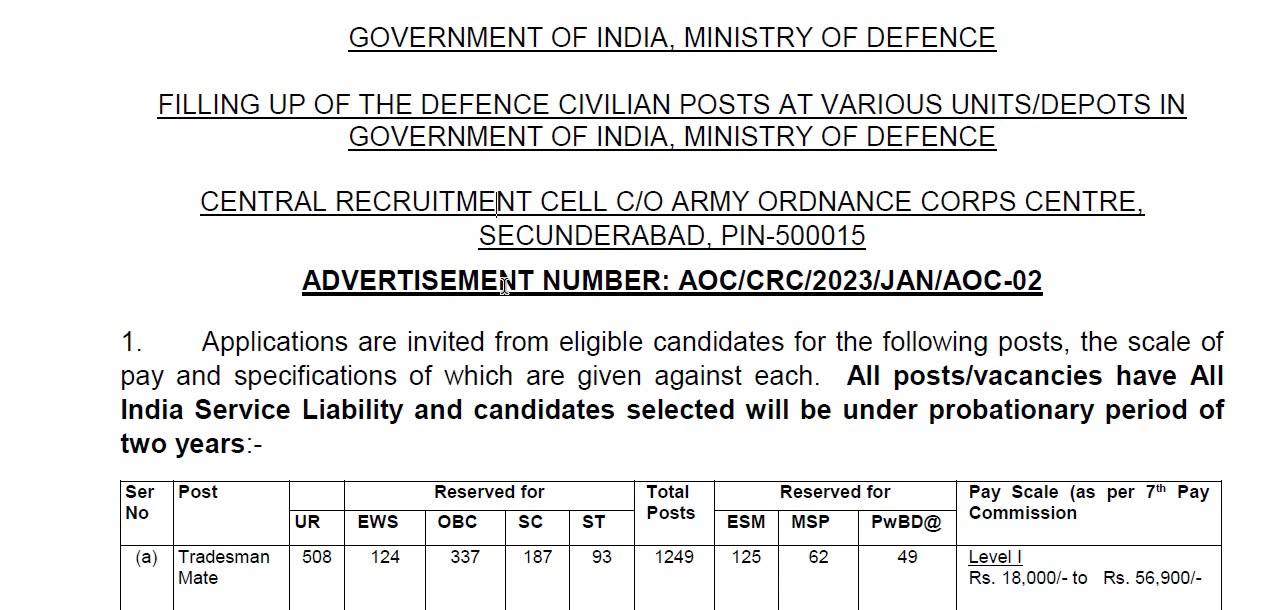 GOVERNMENT OF INDIA, MINISTRY OF DEFENCE
FILLING UP OF THE DEFENCE CIVILIAN POSTS AT VARIOUS UNITS/DEPOTS IN
GOVERNMENT OF INDIA, MINISTRY OF DEFENCE
CENTRAL RECRUITMENT CELL C/O ARMY ORDNANCE CORPS CENTRE,
SECUNDERABAD, PIN-500015
ADVERTISEMENT NUMBER: AOC/CRC/2023/JAN/AOC-02
1. Applications are invited from eligible candidates for the following posts, the scale of
pay and specifications of which are given against each. All posts/vacancies have All
India Service Liability and candidates selected will be under probationary period of
two years:-
Ser Post Reserved for Total Reserved for Pay Scale (as per 7th Pay
No Posts Commission
UR EWS OBC SC ST ESM MSP PwBD@
(a) Tradesman 508 124 337 187 93 1249 125 62 49 Level I
Mate Rs. 18,000/- to Rs. 56,900/-